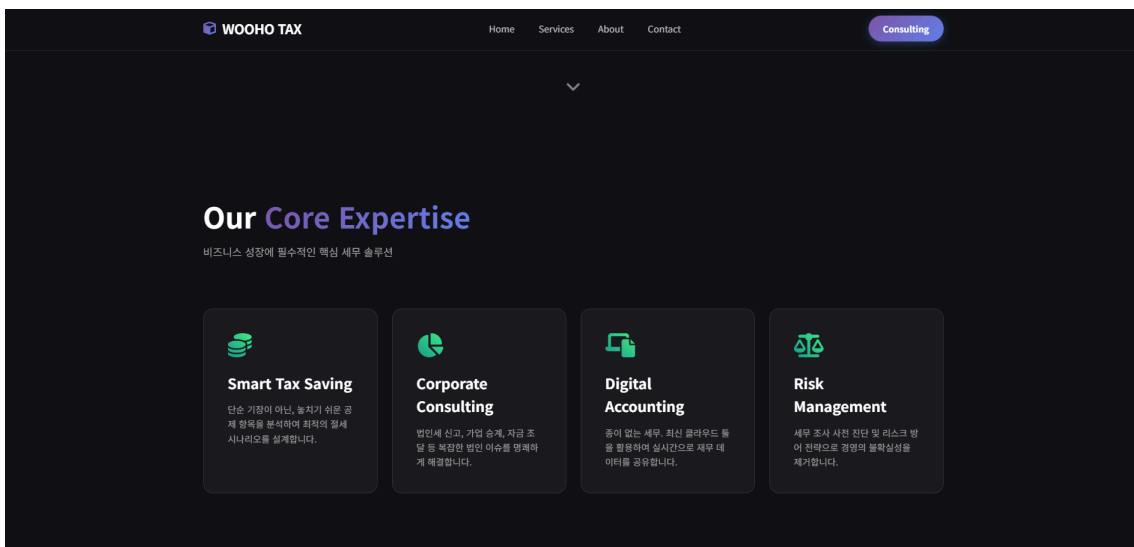 WOOHO TAX
Home Services About Contact
Consulting
Our Core Expertise
비즈니스 성장에 필수적인 핵심 세무 솔루션
Smart Tax Saving
단순 기장이 아닌, 놓치기 쉬운 공
제 항목을 분석하여 최적의 절세
시나리오를 설계합니다.
Corporate
Consulting
법인세 신고, 가업 승계, 자금 조
달 등 복잡한 법인 이슈를 명쾌하
게 해결합니다.
Digital
Accounting
종이 없는 세무. 최신 클라우드 툴
을 활용하여 실시간으로 재무 데
이터를 공유합니다.
Risk
Management
세무 조사 사전 진단 및 리스크 방
어 전략으로 경영의 불확실성을
제거합니다.